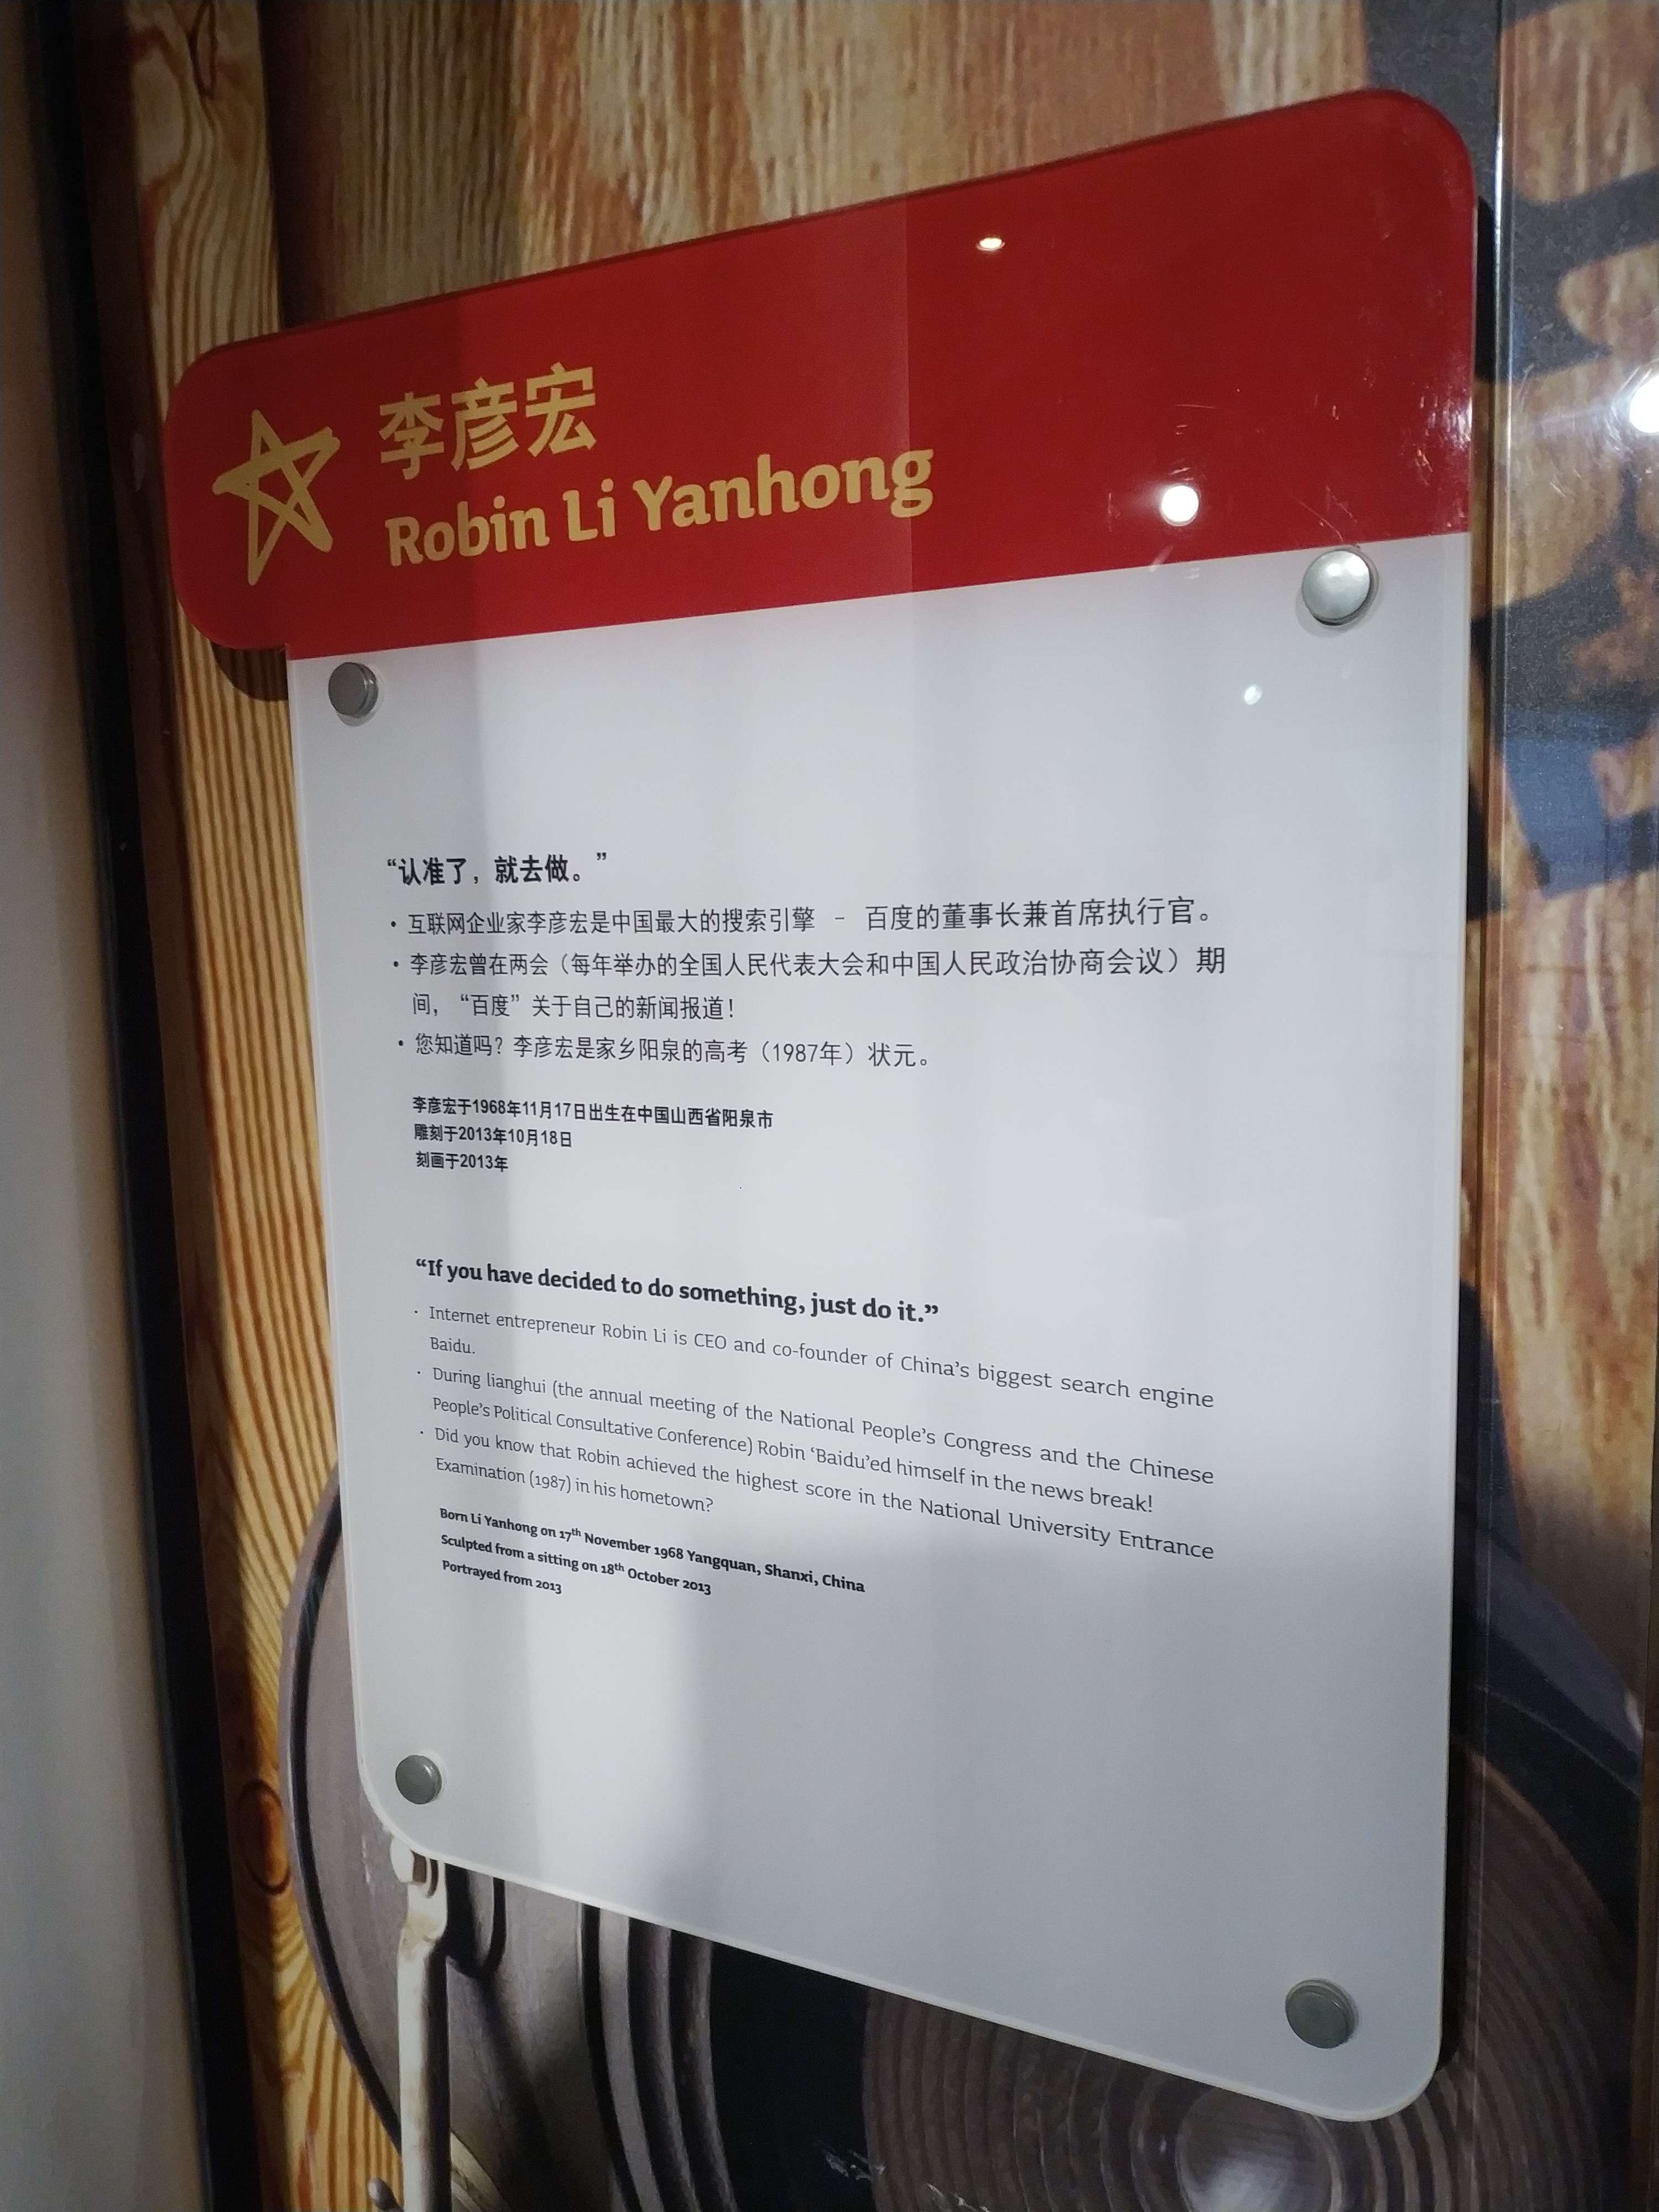 李彦宏
Robin Li Yanhong
“认准了，就去做。”
• 互联网企业家李彦宏是中国最大的搜索引擎 – 百度的董事长兼首席执行官。
• 李彦宏曾在两会（每年举办的全国人民代表大会和中国人民政治协商会议）期
间，“百度”关于自己的新闻报道！
• 您知道吗？李彦宏是家乡阳泉的高考（1987年）状元。
李彦宏于1968年11月17日出生在中国山西省阳泉市
雕刻于2013年10月18日
刻画于2013年
“If you have decided to do something, just do it.”
· Internet entrepreneur Robin Li is CEO and co-founder of China’s biggest search engine
Baidu.
· During lianghui (the annual meeting of the National People’s Congress and the Chinese
People’s Political Consultative Conference) Robin ‘Baidu’ed himself in the news break!
· Did you know that Robin achieved the highest score in the National University Entrance
Examination (1987) in his hometown?
Born Li Yanhong on 17th November 1968 Yangquan, Shanxi, China
Sculpted from a sitting on 18th October 2013
Portrayed from 2013